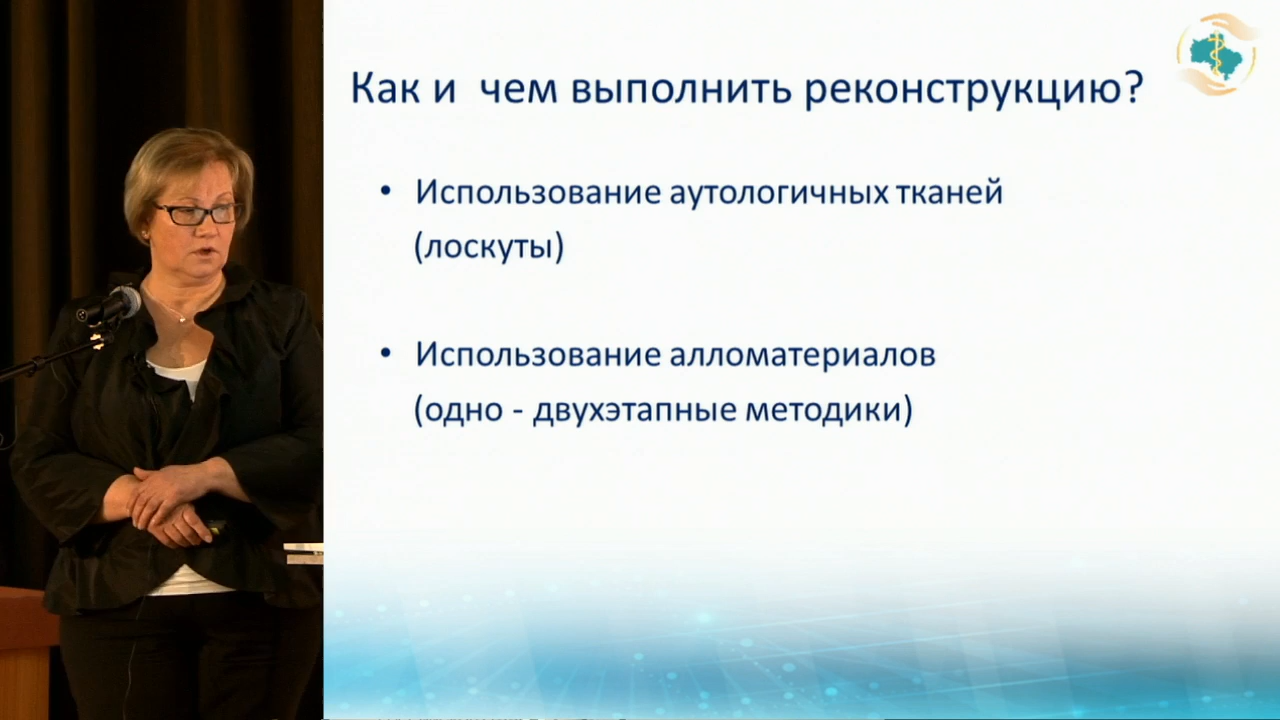 Как и чем выполнить реконструкцию?
• Использование аутологичных тканей
(лоскуты)
• Использование алломатериалов
(одно - двухэтапные методики)